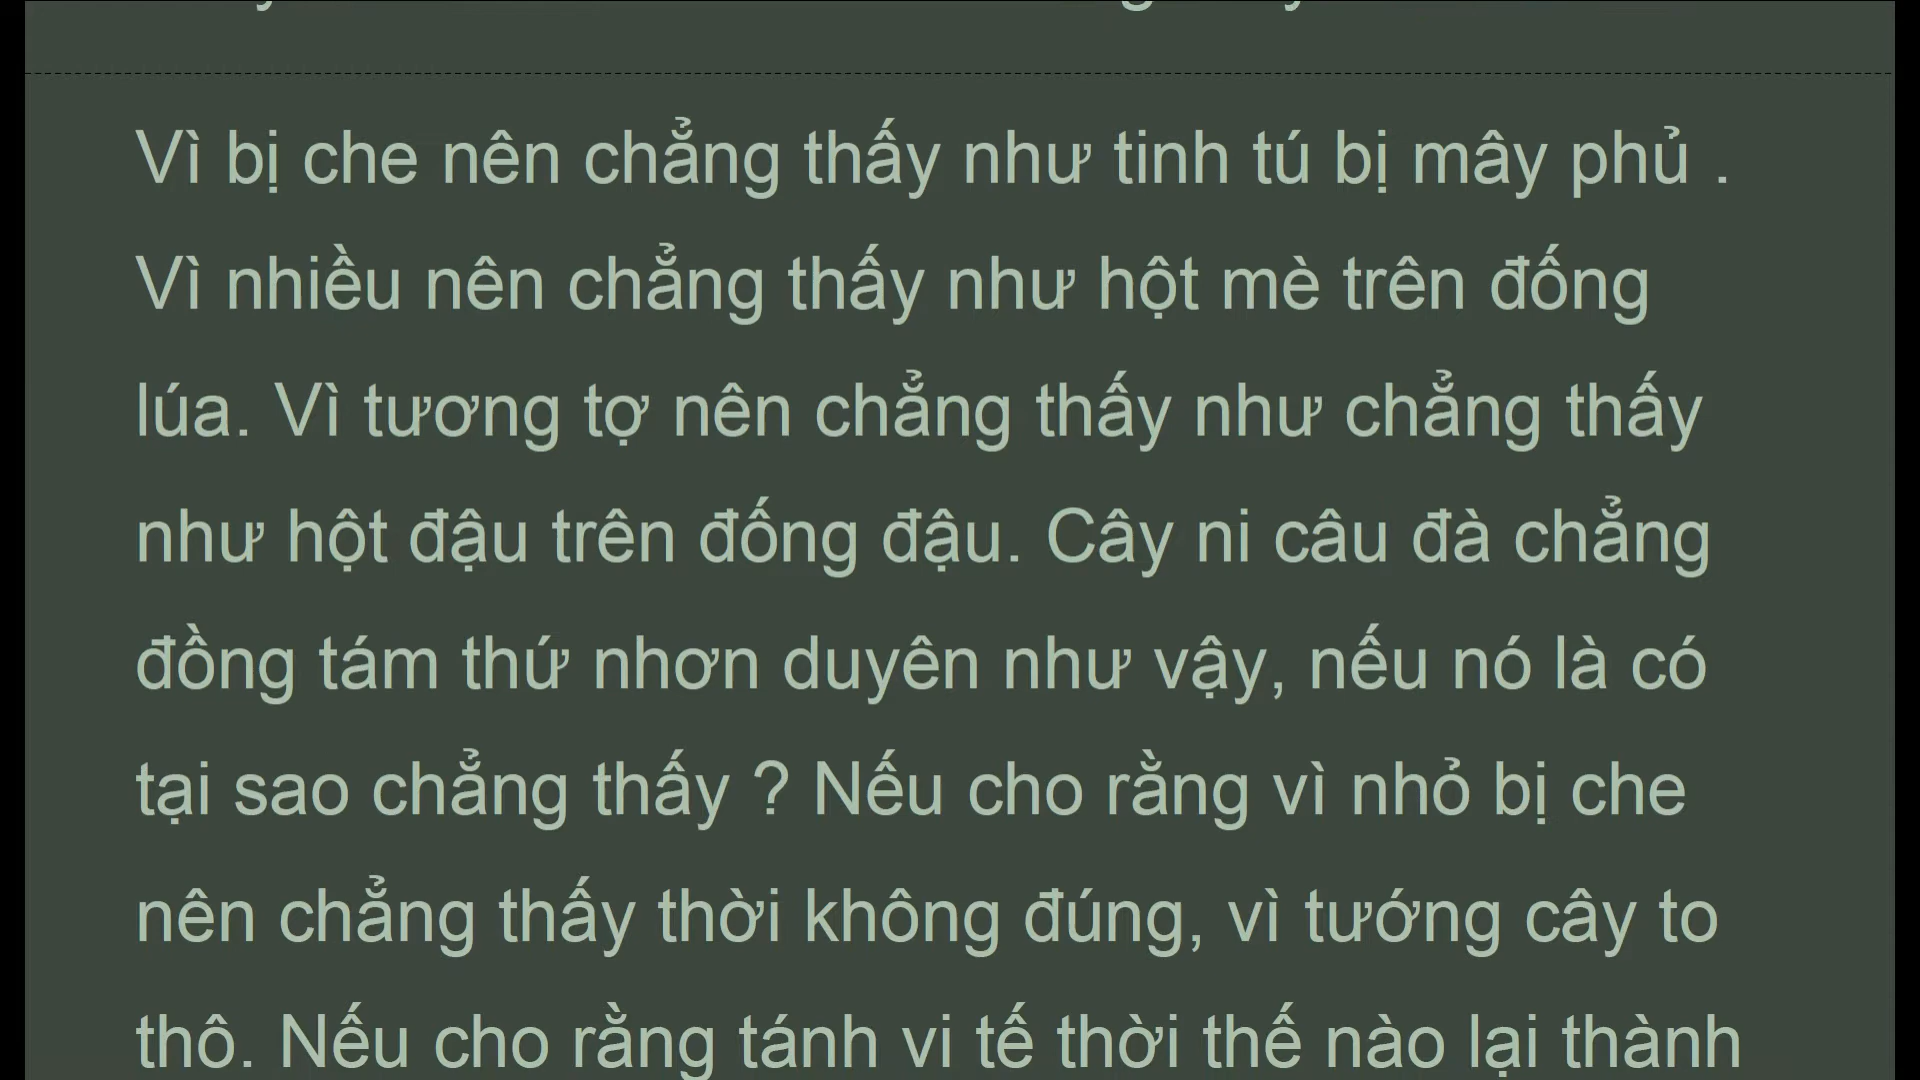 Vì bị che nên chẳng thấy như tinh tú bị mây phủ .
Vì nhiều nên chẳng thấy như hột mè trên đống
lúa. Vì tương tợ nên chẳng thấy như chẳng thấy
như hột đậu trên đống đậu. Cây ni câu đà chẳng
đồng tám thứ nhơn duyên như vậy, nếu nó là có
tại sao chẳng thấy ? Nếu cho rằng vì nhỏ bị che
nên chẳng thấy thời không đúng, vì tướng cây to
thô. Nếu cho rằng tánh vi tế thời thế nào lại thành